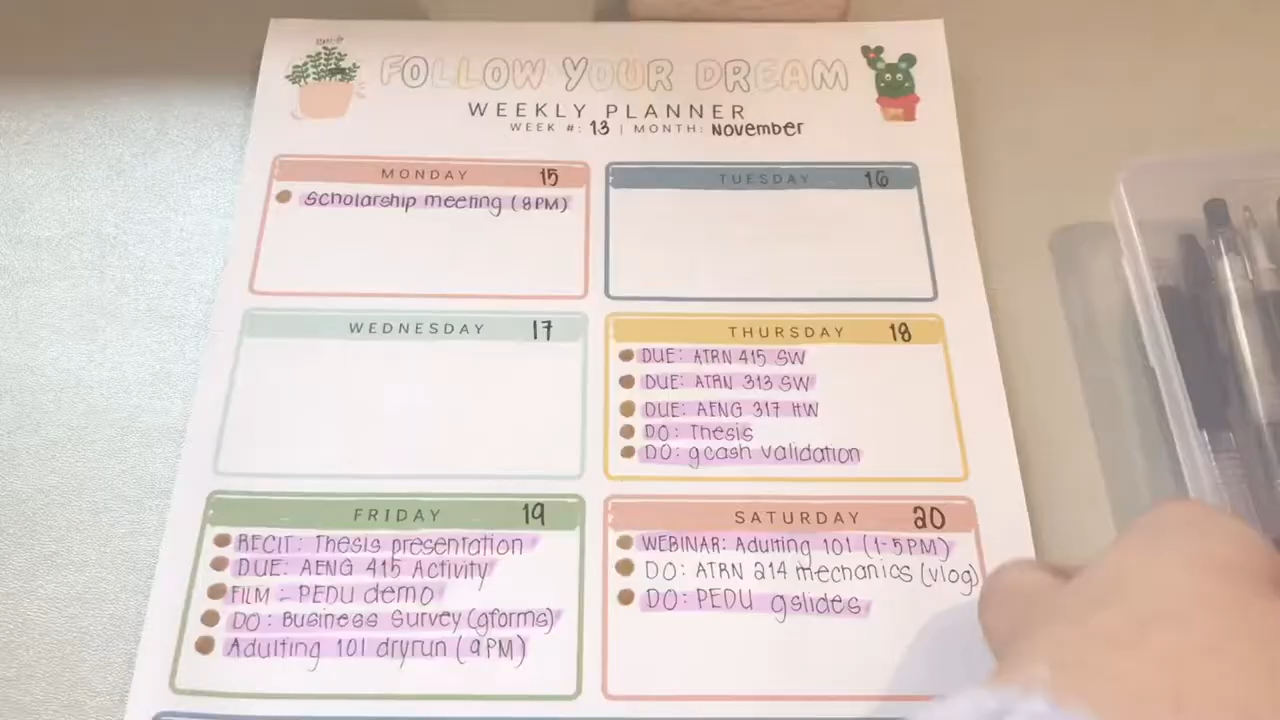 FOLLOW YOUR DREAM
WEEKLY PLANNER
WEEK #: 13 | MONTH: November
MONDAY 15
Scholarship meeting (8PM)
TUESDAY 16
WEDNESDAY 17
THURSDAY 18
DUE: ATRN 415 SW
DUE: ATRN 313 SW
DUE: AENG 317 HW
DO: Thesis
DO: gcash validation
FRIDAY 19
RECIT: Thesis presentation
DUE: AENG 415 Activity
FILM: PEDU demo
DO: Business Survey (gforms)
Adulting 101 dryrun (9PM)
SATURDAY 20
WEBINAR: Adulting 101 (1-5PM)
DO: ATRN 214 mechanics (vlog)
DO: PEDU gslides